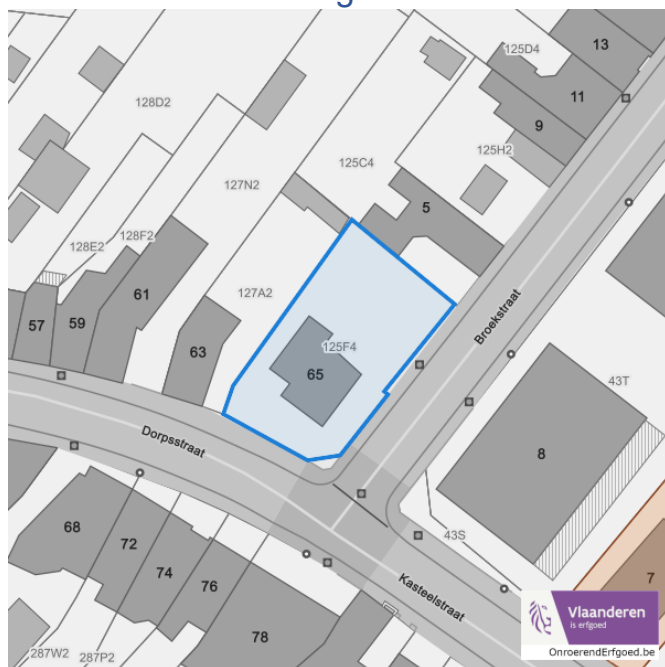 13
125D4
11
128D2
9
125H2
125C4
127N2
5
128F2
128E2
61
127A2
57
59
63
125F4
65
Broekstraat
43T
Dorpsstraat
8
68
72
74
76
78
43S
Kasteelstraat
7
287W2
287P2
Vlaanderen
is erfgoed
OnroerendErfgoed.be